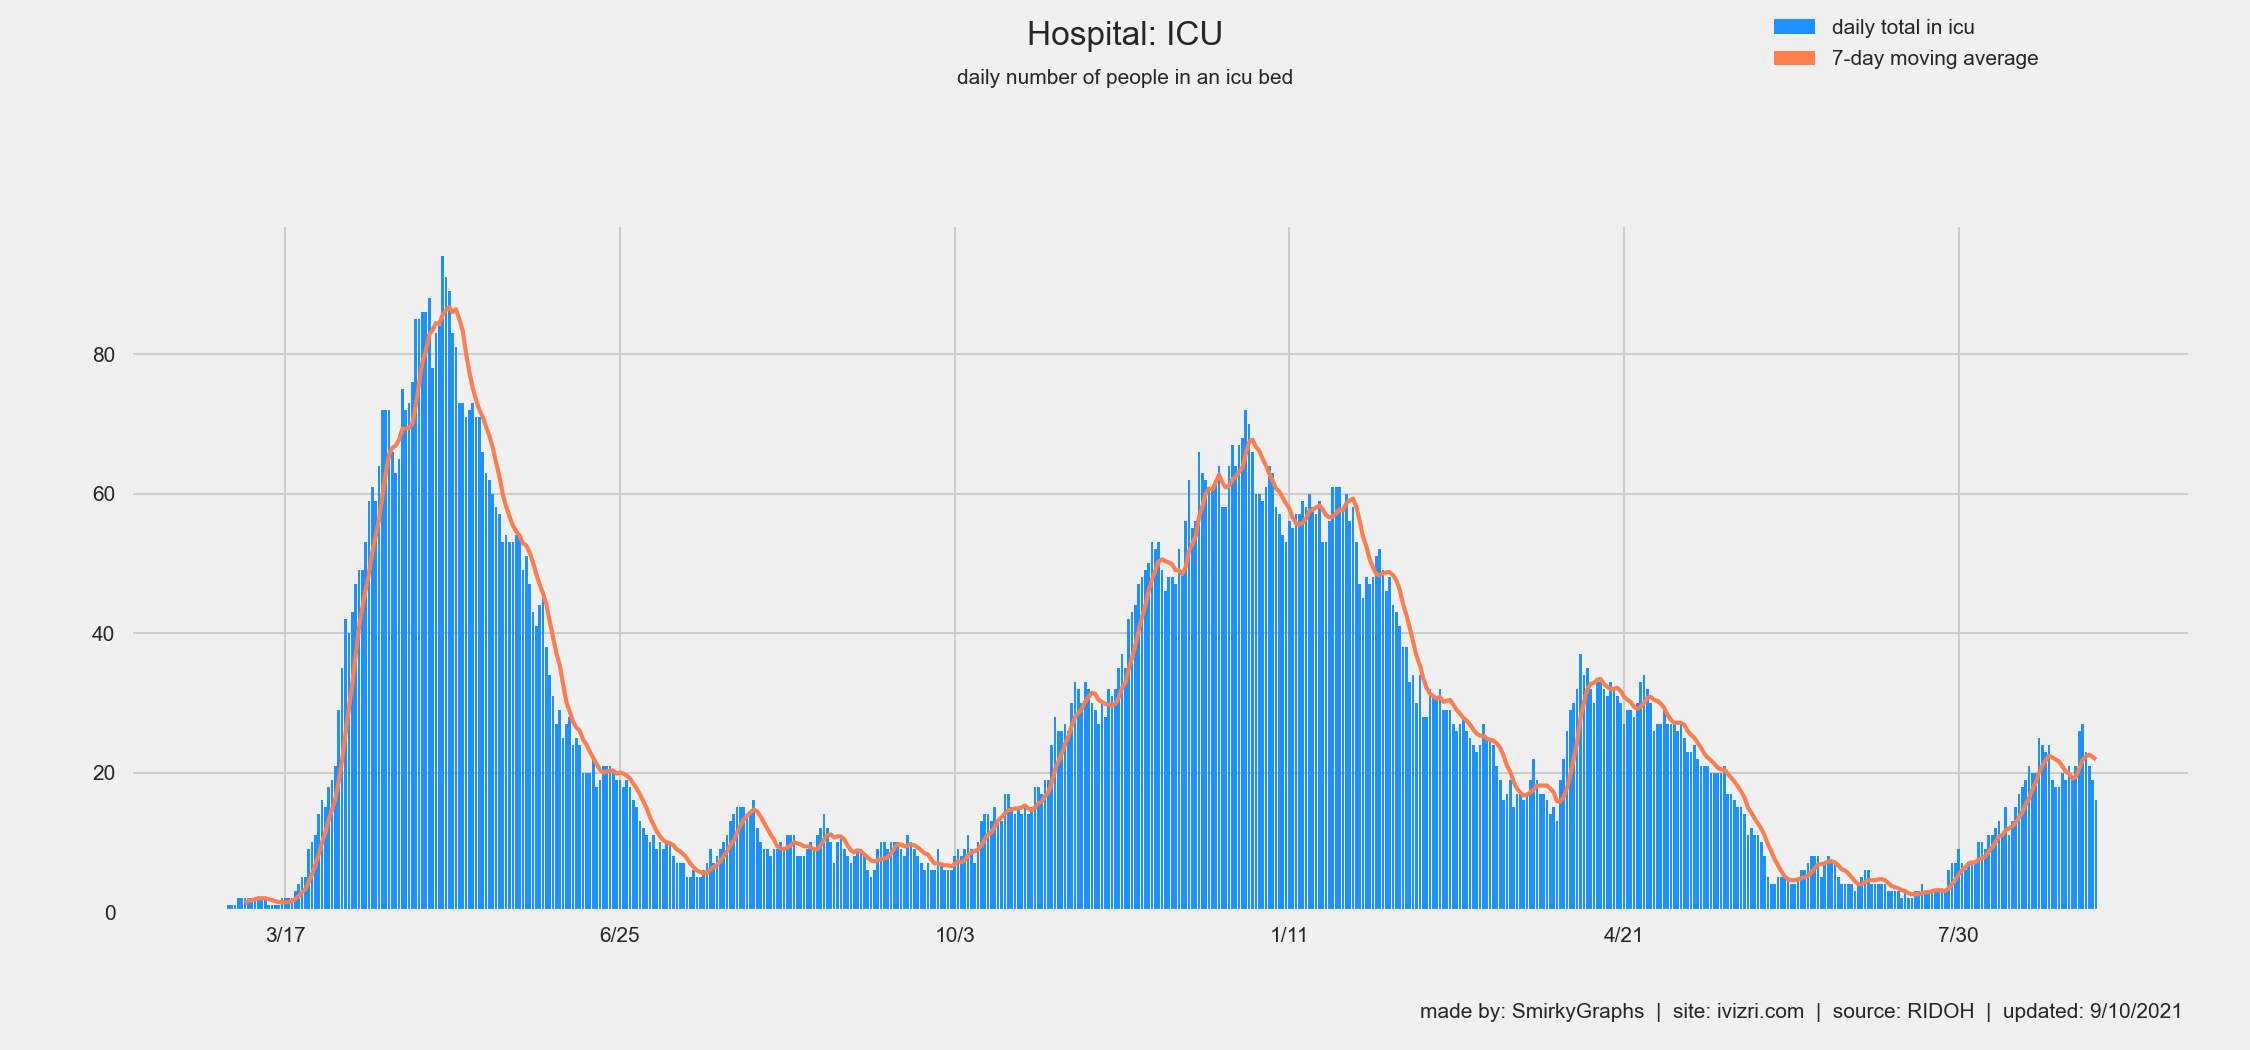 Hospital: ICU
daily number of people in an icu bed
daily total in icu
7-day moving average
80
60
40
20
0
3/17 6/25 10/3 1/11 4/21 7/30
made by: SmirkyGraphs | site: ivizri.com | source: RIDOH | updated: 9/10/2021